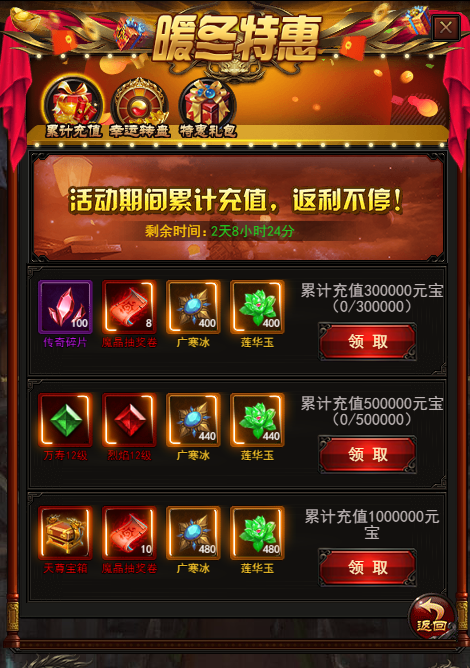 暖冬特惠
累计充值 幸运转盘 特惠礼包
活动期间累计充值，返利不停！
剩余时间：2天8小时24分
100 8 400 400
传奇碎片 魔晶抽奖卷 广寒冰 莲华玉
累计充值300000元宝
（0/300000）
领取
440 440
万寿12级 烈焰12级 广寒冰 莲华玉
累计充值500000元宝
（0/500000）
领取
10 480 480
天菁宝箱 魔晶抽奖卷 广寒冰 莲华玉
累计充值1000000元
宝
领取
返回